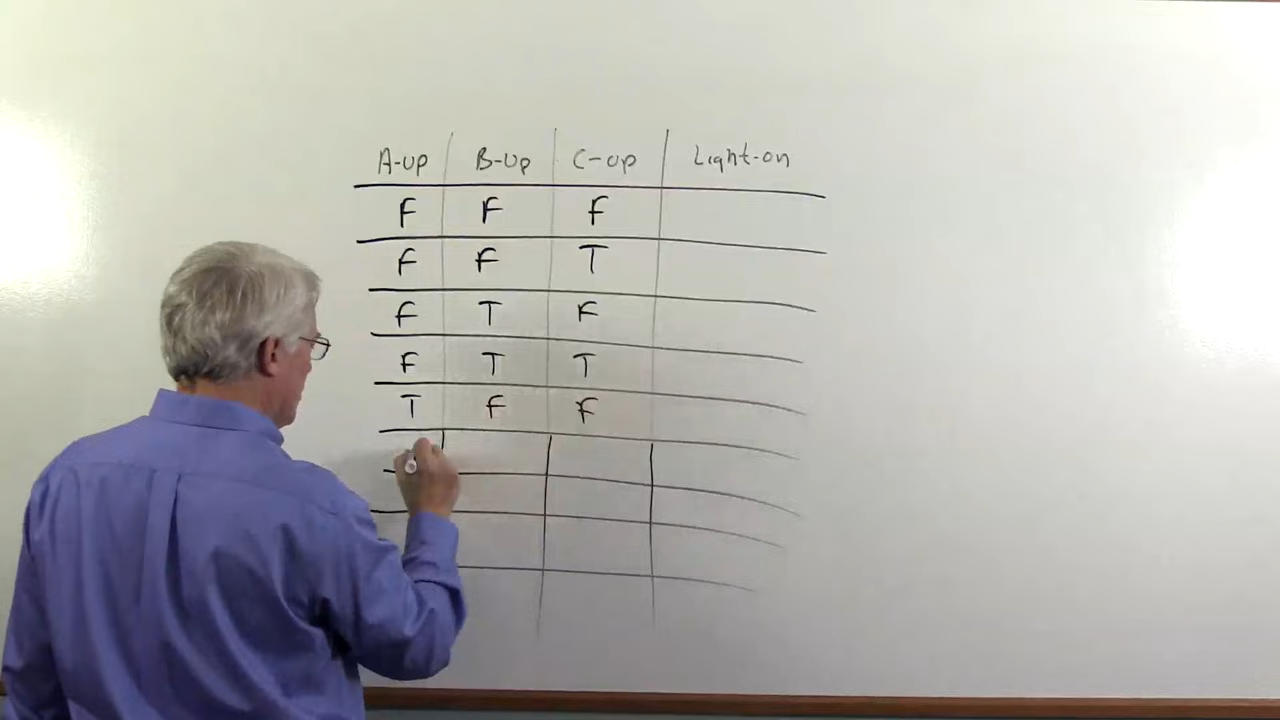 A-up B-up C-up Light-on
F F F
F F T
F T F
F T T
T F F